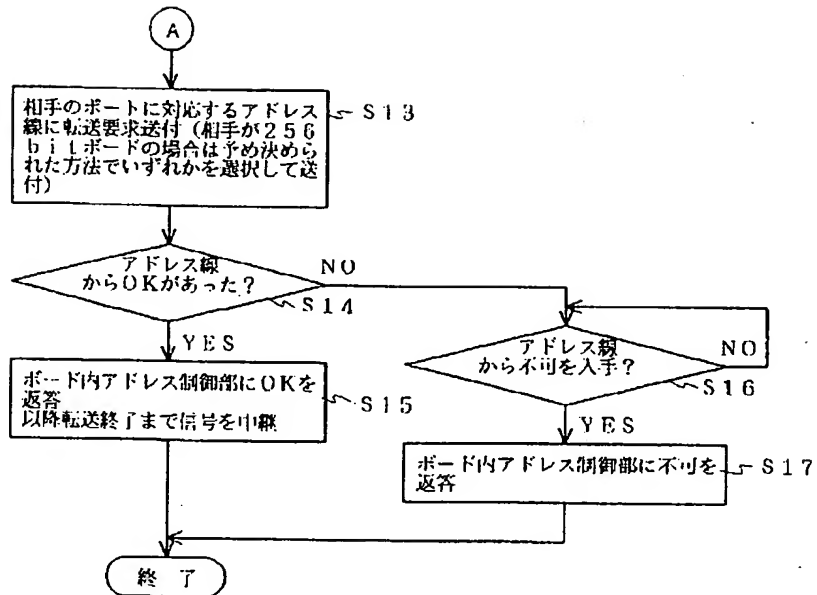 A
相手のボートに対応するアドレス
線に転送要求送付(相手が256
bitボードの場合は予め決めら
れた方法でいずれかを選択して送
付)
S13
アドレス線
からOKがあった?
NO
S14
YES
ボード内アドレス制御部にOKを
返答
以降転送終了まで信号を中継
S15
アドレス線
から不可を入手?
NO
S16
YES
ボード内アドレス制御部に不可を
返答
S17
終 了